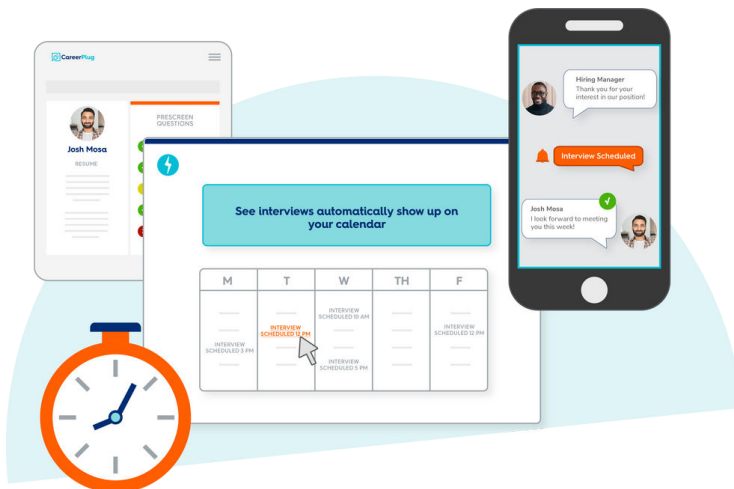 CareerPlug
Josh Mosa
RESUME
PRESCREEN
QUESTIONS
See interviews automatically show up on
your calendar
M
T
W
TH
F
INTERVIEW
SCHEDULED 3 PM
INTERVIEW
SCHEDULED 12 PM
INTERVIEW
SCHEDULED 10 AM
INTERVIEW
SCHEDULED 5 PM
INTERVIEW
SCHEDULED 12 PM
Hiring Manager
Thank you for your
interest in our position!
Interview Scheduled
Josh Mosa
I look forward to meeting
you this week!